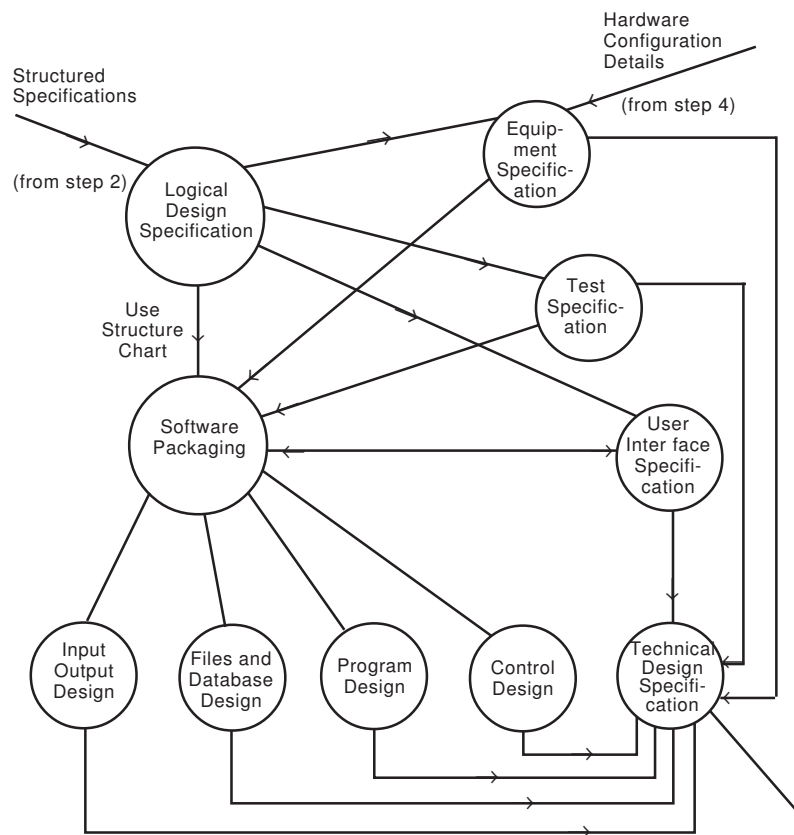 Hardware
Configuration
Details
(from step 4)
Structured
Specifications
(from step 2)
Equip-
ment
Specific-
ation
Logical
Design
Specification
Test
Specific-
ation
Use
Structure
Chart
Software
Packaging
User
Inter face
Specifi-
cation
Input
Output
Design
Files and
Database
Design
Program
Design
Control
Design
Technical
Design
Specifi-
cation